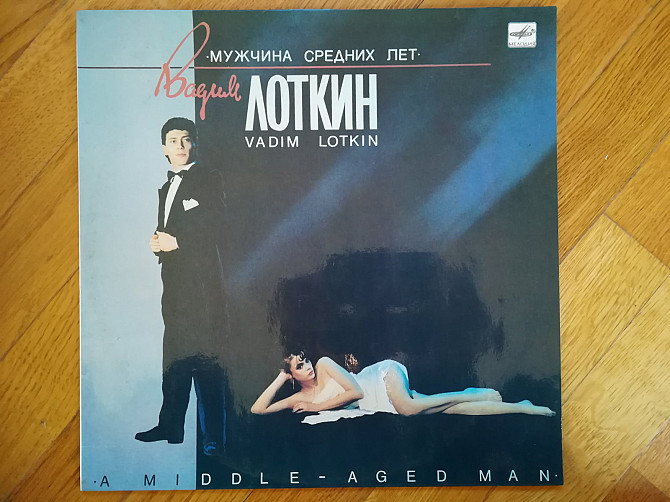 МЕЛОДИЯ
·МУЖЧИНА СРЕДНИХ ЛЕТ·
Вадим
ЛОТКИН
VADIM LOTKIN
·A MIDDLE-AGED MAN·